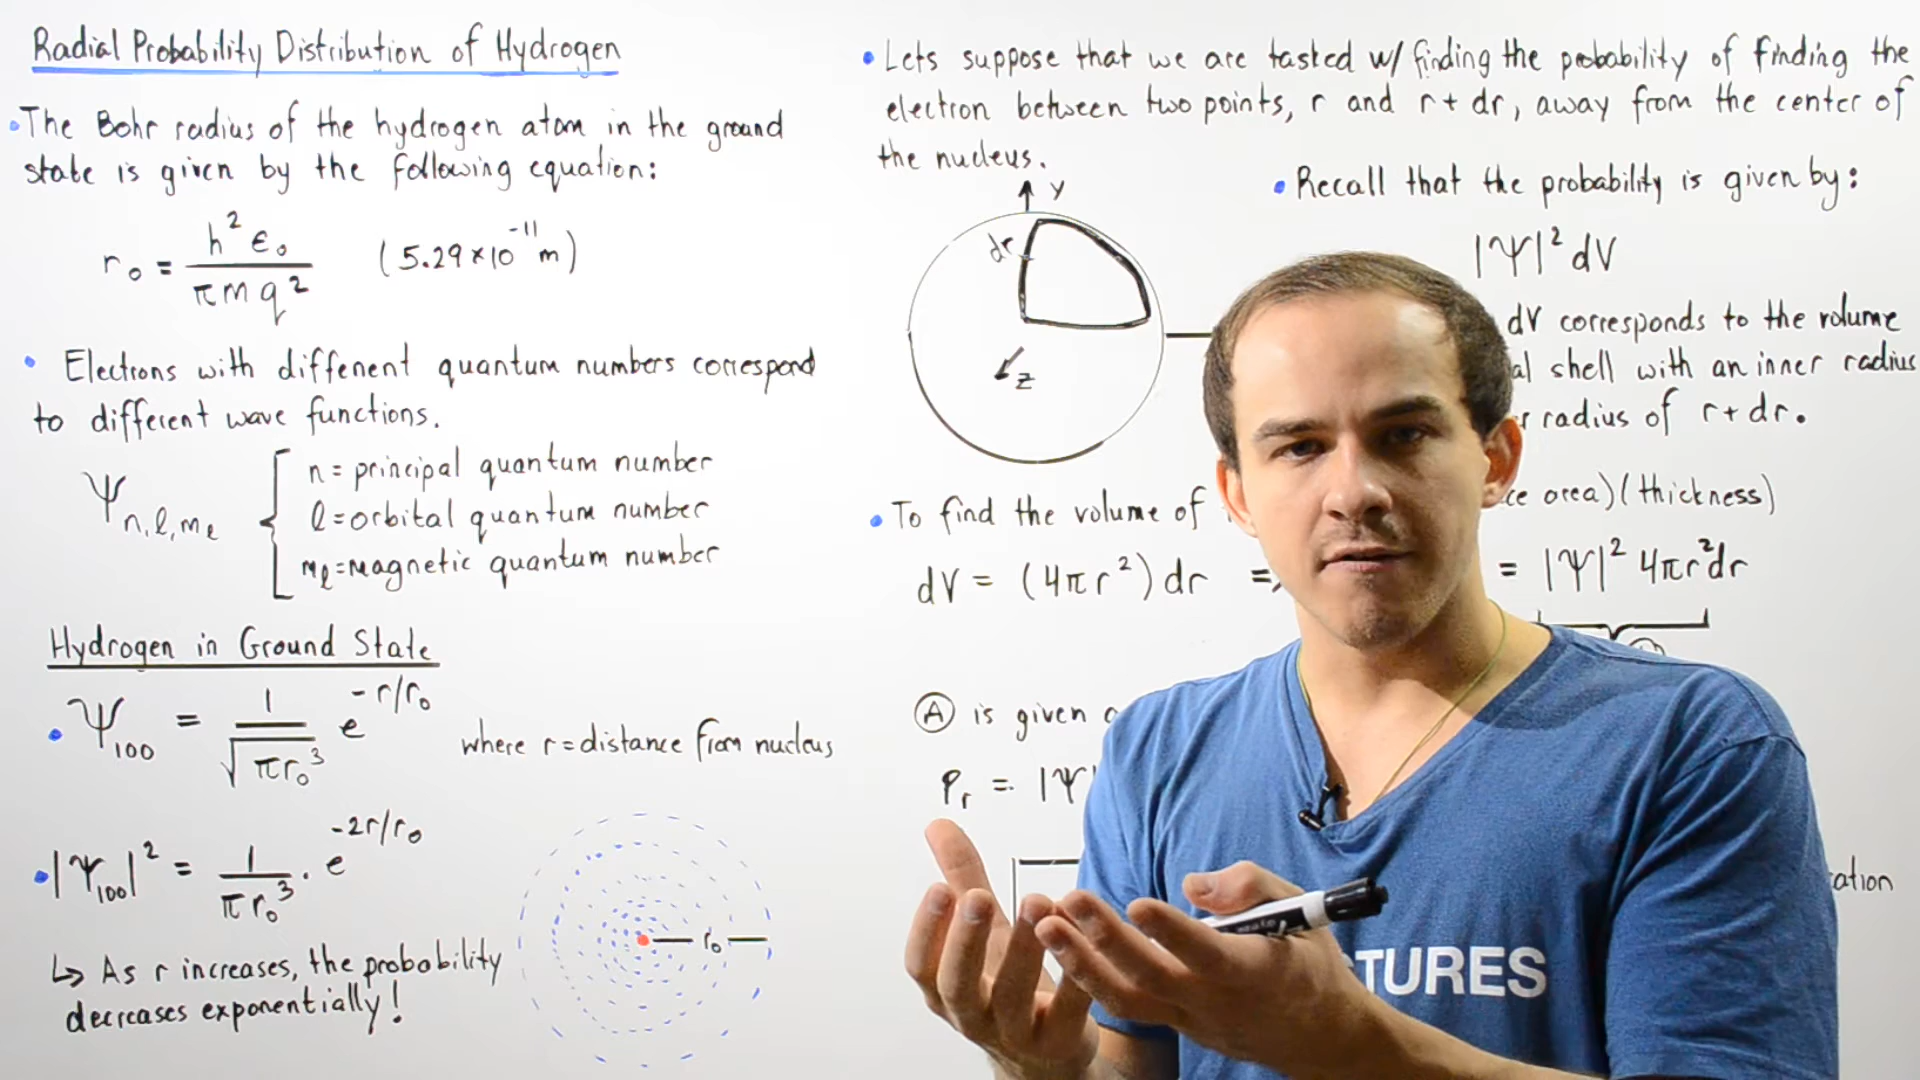 Radial Probability Distribution of Hydrogen
• The Bohr radius of the hydrogen atom in the ground
state is given by the following equation:
r₀ = h²ε₀ / πmq² (5.29×10⁻¹¹m)
• Electrons with different quantum numbers correspond
to different wave functions.
Ψn,l,mₗ
n = principal quantum number
l = orbital quantum number
mₗ = magnetic quantum number
Hydrogen in Ground State
• Ψ₁₀₀ = 1/√πr₀³ e^-r/r₀ where r = distance from nucleus
• |Ψ₁₀₀|² = 1/πr₀³ · e^-2r/r₀
↳ As r increases, the probability
decreases exponentially!
r₀
• Lets suppose that we are tasked w/ finding the probability of finding the
electron between two points, r and r + dr, away from the center of
the nucleus.
y
dr
z
• Recall that the probability is given by:
|Ψ|² dV
dV corresponds to the volume
shell with an inner radius
radius of r + dr.
• To find the volume of
area)(thickness)
dV = (4πr²)dr ⇒ = |Ψ|² 4πr²dr
Ⓐ is given
Pr = |Ψ|
TURES